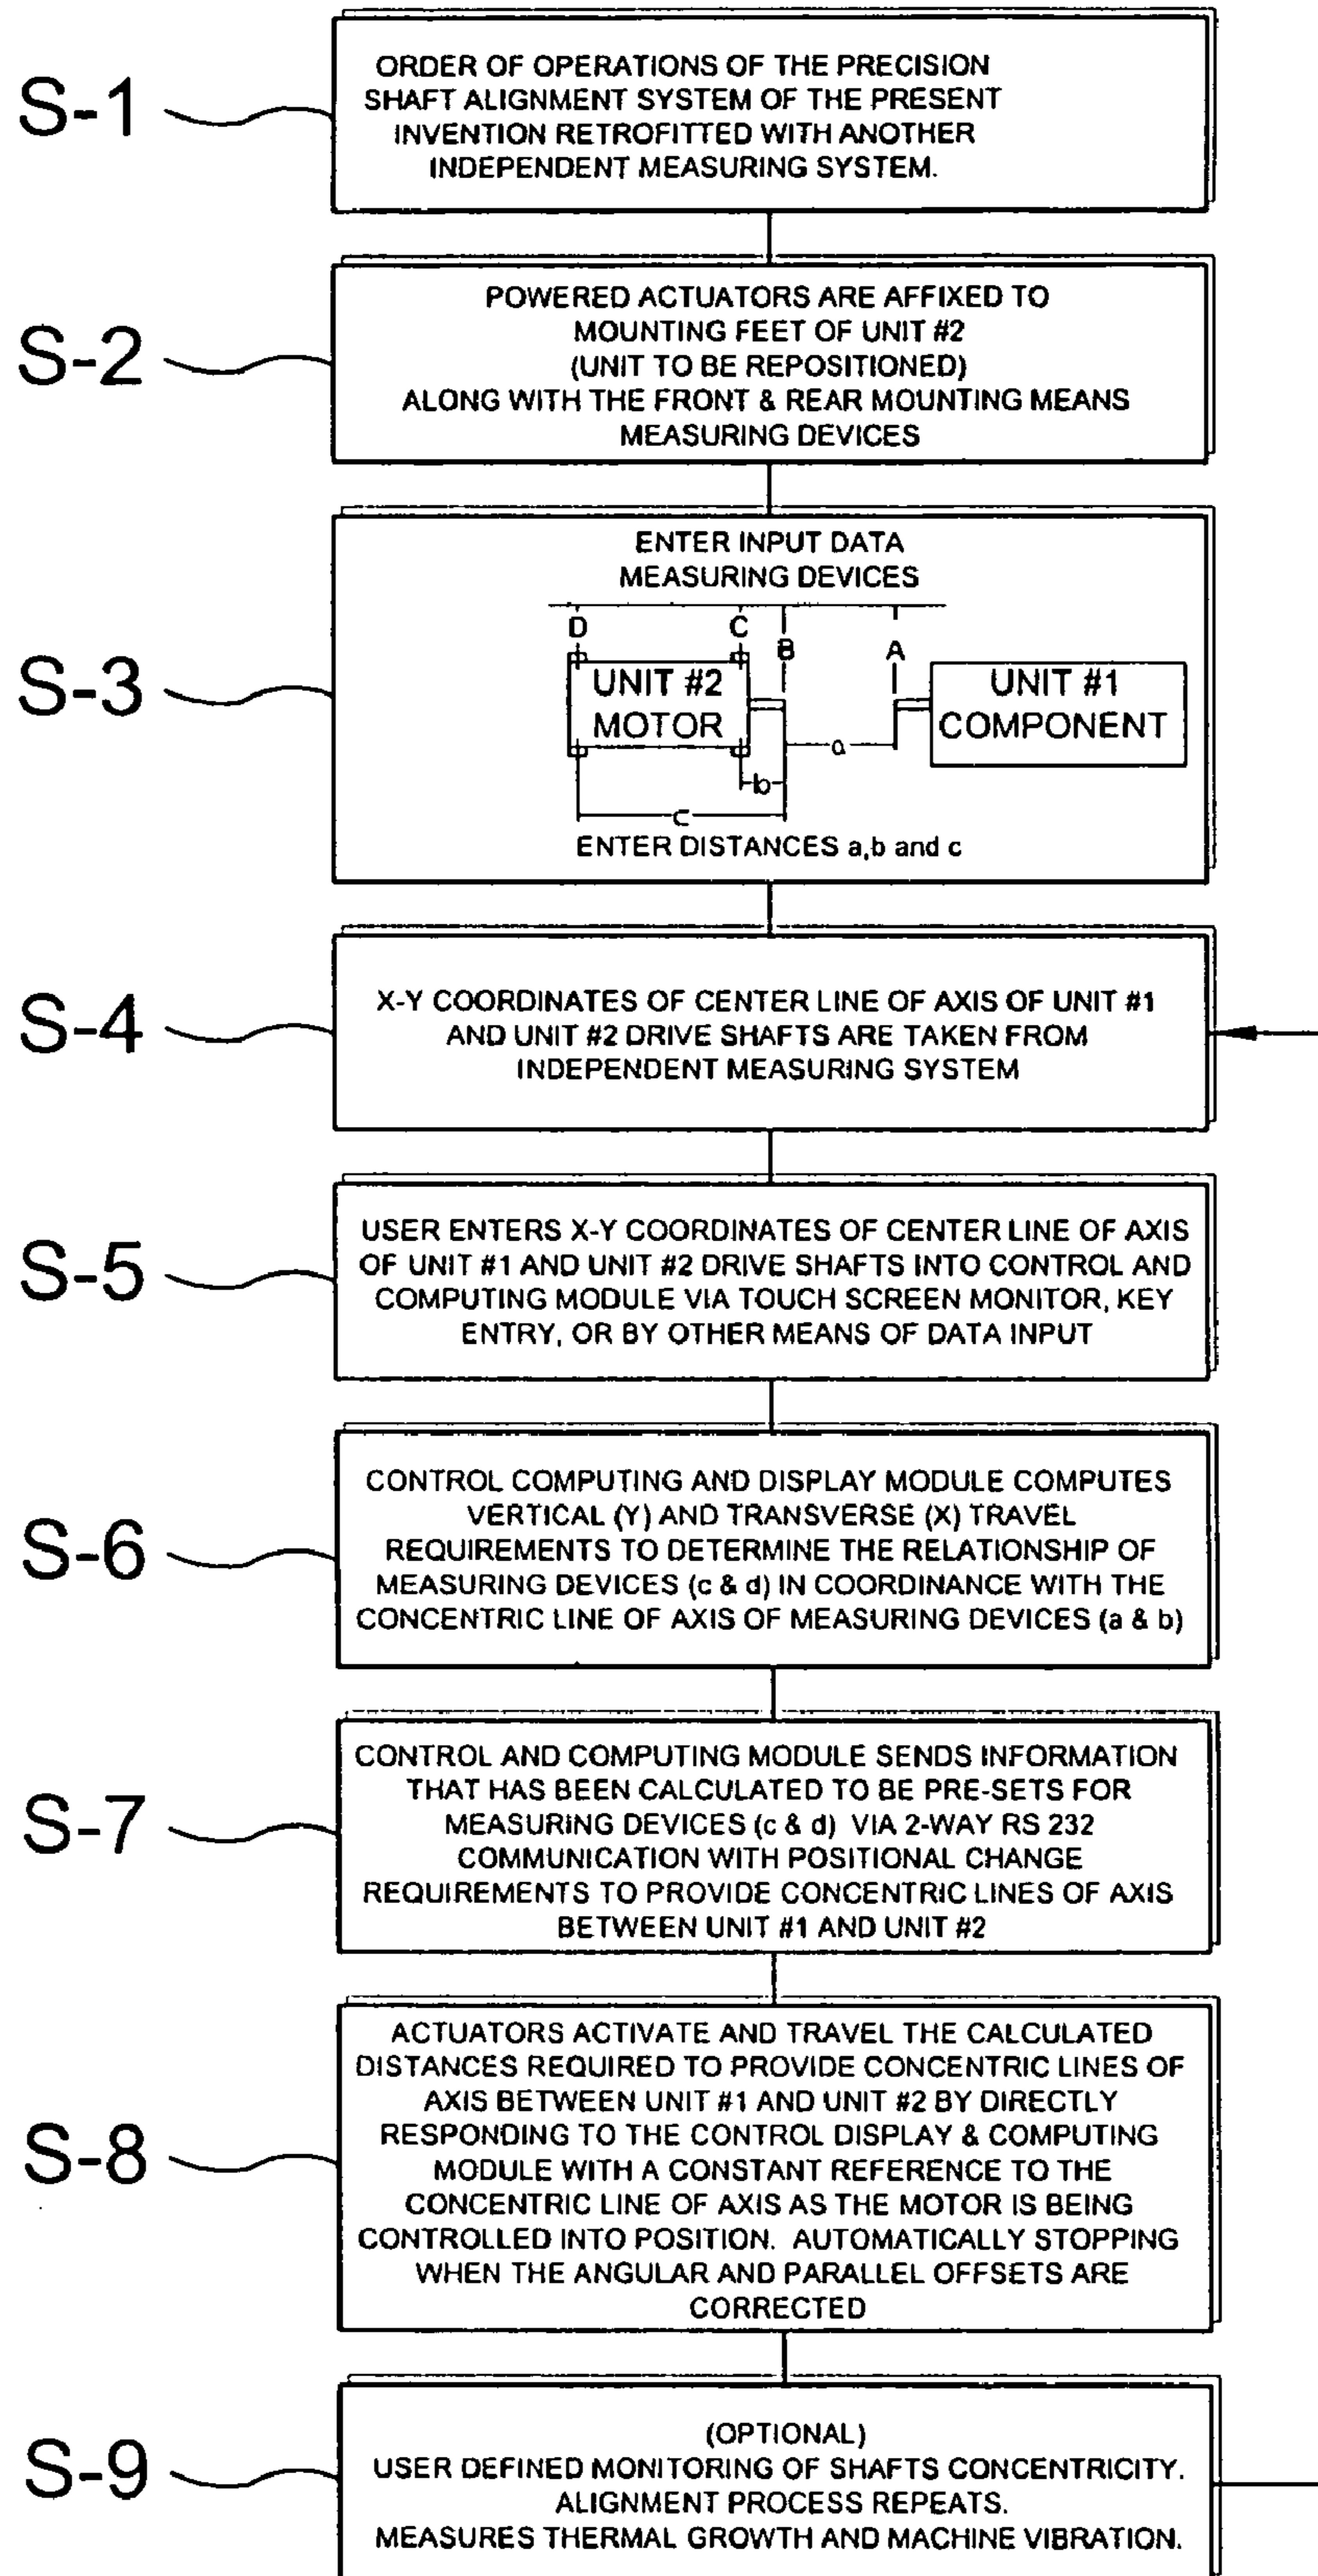 S-1
ORDER OF OPERATIONS OF THE PRECISION
SHAFT ALIGNMENT SYSTEM OF THE PRESENT
INVENTION RETROFITTED WITH ANOTHER
INDEPENDENT MEASURING SYSTEM.
S-2
POWERED ACTUATORS ARE AFFIXED TO
MOUNTING FEET OF UNIT #2
(UNIT TO BE REPOSITIONED)
ALONG WITH THE FRONT & REAR MOUNTING MEANS
MEASURING DEVICES
S-3
ENTER INPUT DATA
MEASURING DEVICES
D C B A
UNIT #2 UNIT #1
MOTOR COMPONENT
a
b
c
ENTER DISTANCES a,b and c
S-4
X-Y COORDINATES OF CENTER LINE OF AXIS OF UNIT #1
AND UNIT #2 DRIVE SHAFTS ARE TAKEN FROM
INDEPENDENT MEASURING SYSTEM
S-5
USER ENTERS X-Y COORDINATES OF CENTER LINE OF AXIS
OF UNIT #1 AND UNIT #2 DRIVE SHAFTS INTO CONTROL AND
COMPUTING MODULE VIA TOUCH SCREEN MONITOR, KEY
ENTRY, OR BY OTHER MEANS OF DATA INPUT
S-6
CONTROL COMPUTING AND DISPLAY MODULE COMPUTES
VERTICAL (Y) AND TRANSVERSE (X) TRAVEL
REQUIREMENTS TO DETERMINE THE RELATIONSHIP OF
MEASURING DEVICES (c & d) IN COORDINANCE WITH THE
CONCENTRIC LINE OF AXIS OF MEASURING DEVICES (a & b)
S-7
CONTROL AND COMPUTING MODULE SENDS INFORMATION
THAT HAS BEEN CALCULATED TO BE PRE-SETS FOR
MEASURING DEVICES (c & d) VIA 2-WAY RS 232
COMMUNICATION WITH POSITIONAL CHANGE
REQUIREMENTS TO PROVIDE CONCENTRIC LINES OF AXIS
BETWEEN UNIT #1 AND UNIT #2
S-8
ACTUATORS ACTIVATE AND TRAVEL THE CALCULATED
DISTANCES REQUIRED TO PROVIDE CONCENTRIC LINES OF
AXIS BETWEEN UNIT #1 AND UNIT #2 BY DIRECTLY
RESPONDING TO THE CONTROL DISPLAY & COMPUTING
MODULE WITH A CONSTANT REFERENCE TO THE
CONCENTRIC LINE OF AXIS AS THE MOTOR IS BEING
CONTROLLED INTO POSITION. AUTOMATICALLY STOPPING
WHEN THE ANGULAR AND PARALLEL OFFSETS ARE
CORRECTED
S-9
(OPTIONAL)
USER DEFINED MONITORING OF SHAFTS CONCENTRICITY.
ALIGNMENT PROCESS REPEATS.
MEASURES THERMAL GROWTH AND MACHINE VIBRATION.